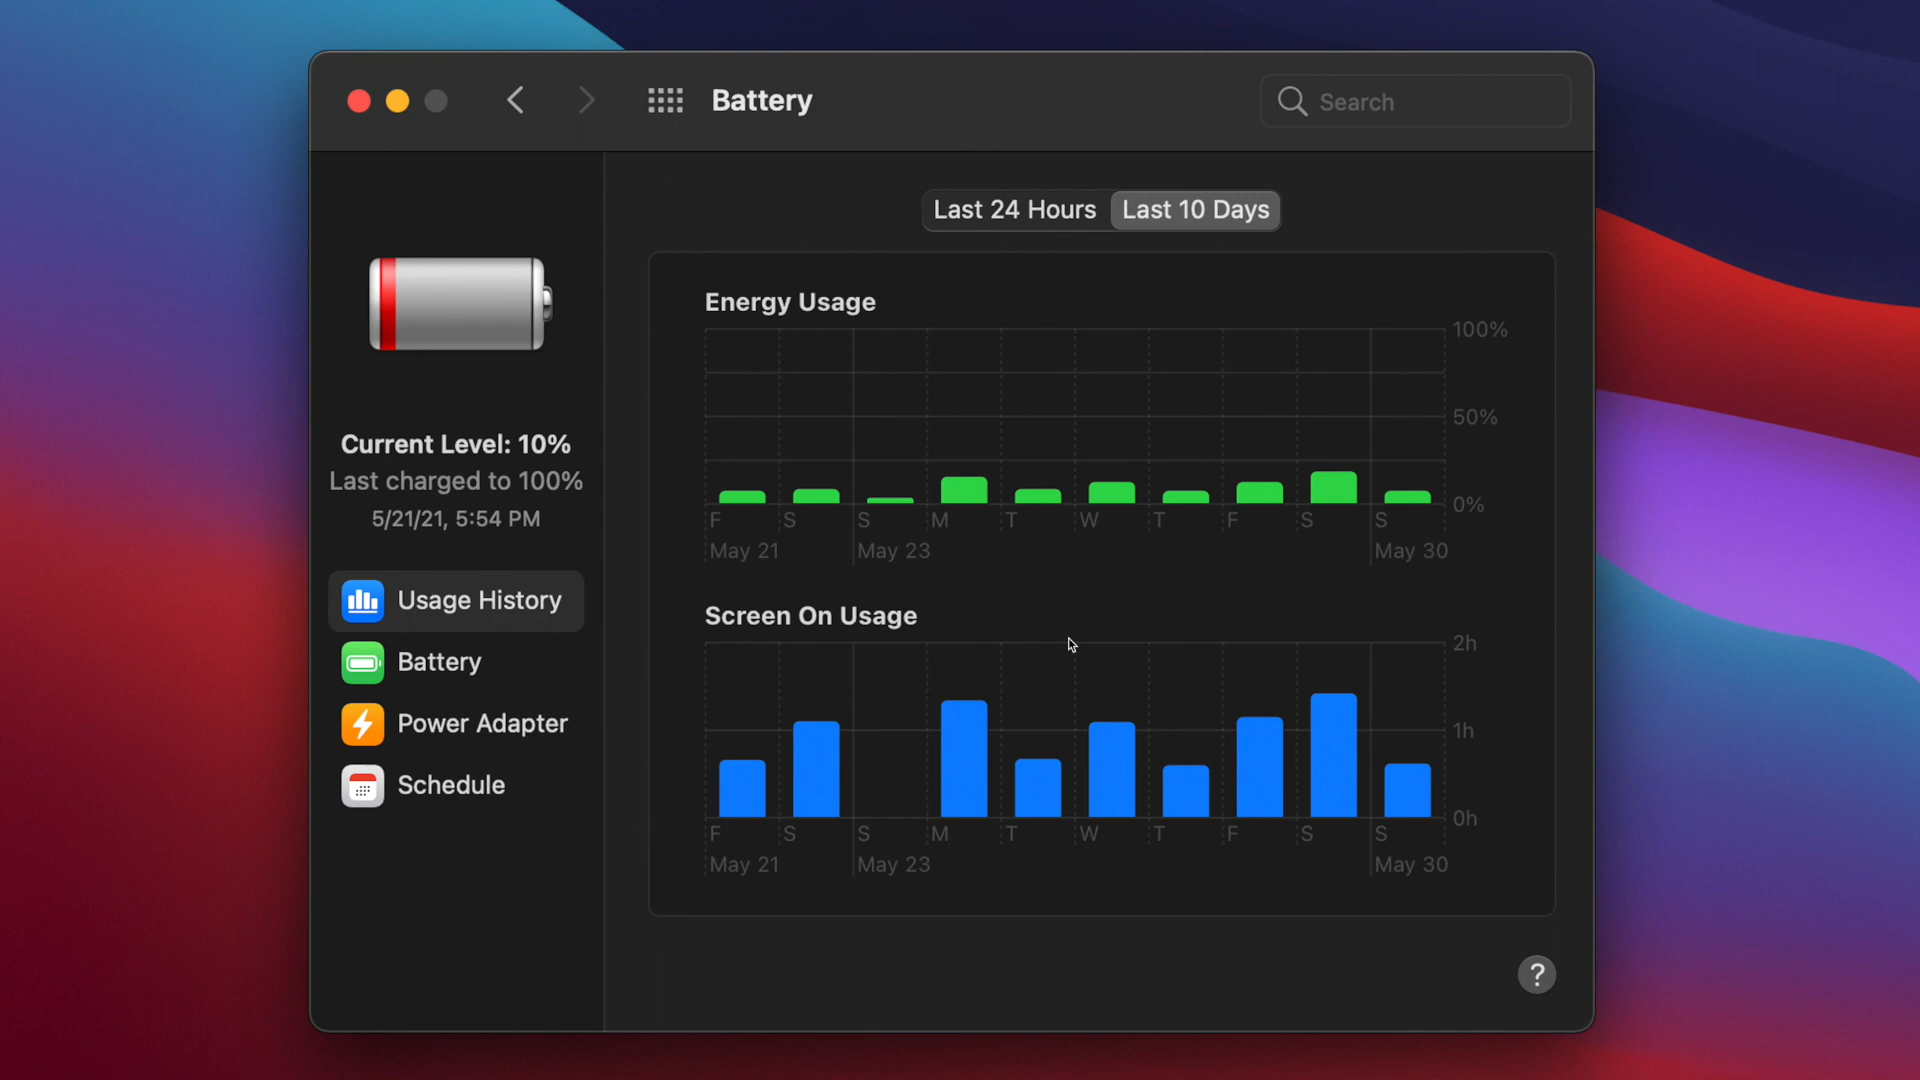 Battery
Search
Last 24 Hours
Last 10 Days
Current Level: 10%
Last charged to 100%
5/21/21, 5:54 PM
Usage History
Battery
Power Adapter
Schedule
Energy Usage
100%
50%
0%
F S S M T W T F S S
May 21 May 23 May 30
Screen On Usage
2h
1h
0h
F S S M T W T F S S
May 21 May 23 May 30
?